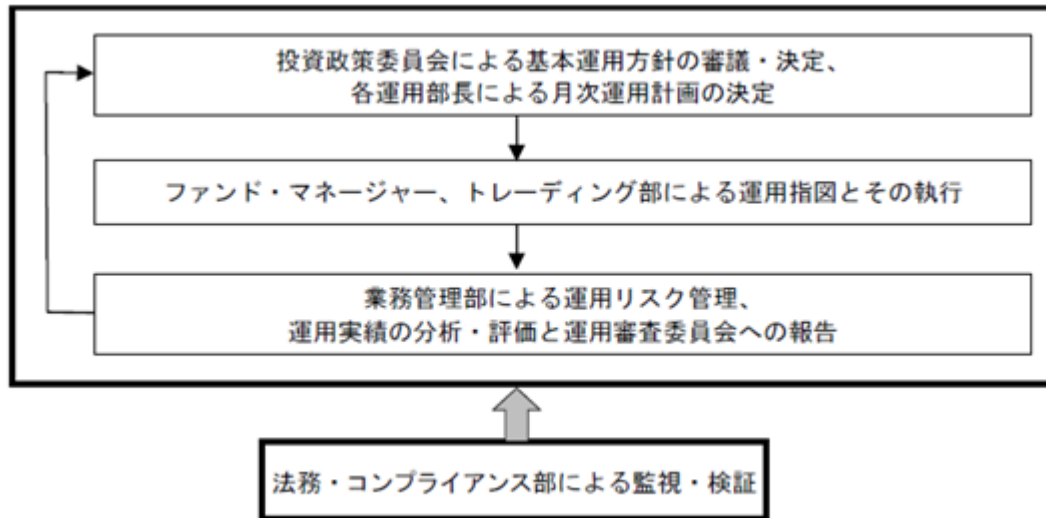 投資政策委員会による基本運用方針の審議・決定、
各運用部長による月次運用計画の決定
ファンド・マネージャー、トレーディング部による運用指図とその執行
業務管理部による運用リスク管理、
運用実績の分析・評価と運用審査委員会への報告
法務・コンプライアンス部による監視・検証